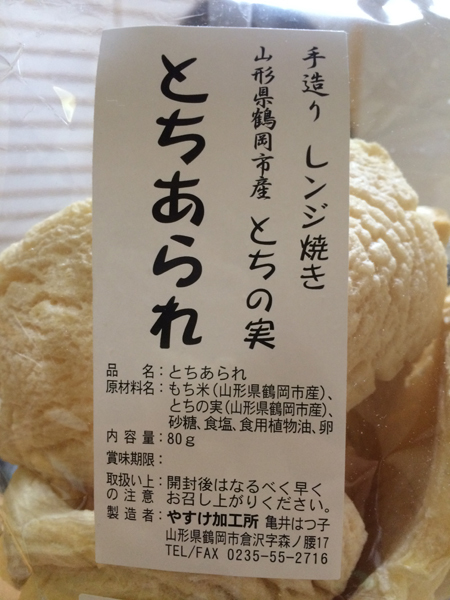 手造り レンジ焼き
山形県鶴岡市産 とちの実
とちあられ
品 名:とちあられ
原材料名:もち米(山形県鶴岡市産)、
とちの実(山形県鶴岡市産)、
砂糖、食塩、食用植物油、卵
内 容 量:80g
賞味期限:
取扱い上:開封後はなるべく早く
の 注 意 お召し上がりください。
製 造 者:やすけ加工所 亀井はつ子
山形県鶴岡市倉沢字森ノ腰17
TEL/FAX 0235-55-2716